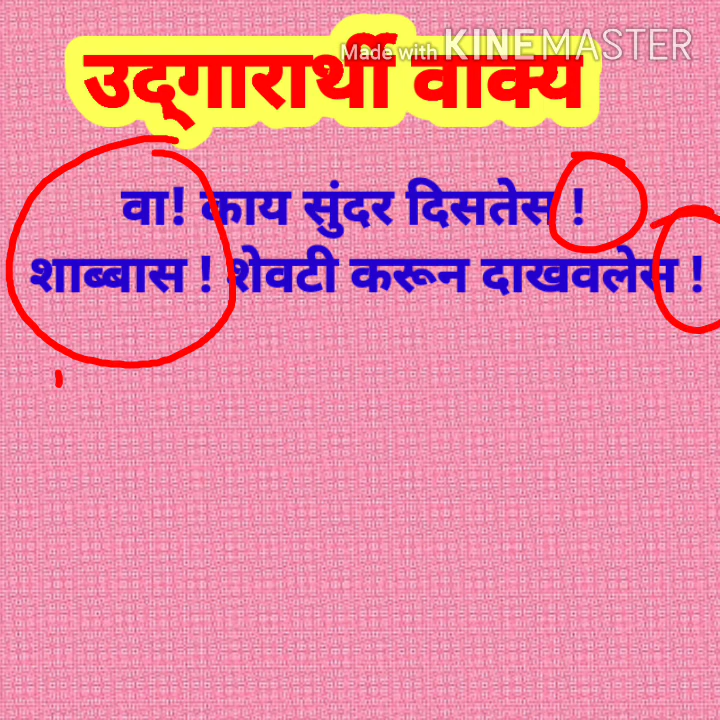 Made with KINEMASTER
उद्गारार्थी वाक्य
वा! काय सुंदर दिसतेस !
शाब्बास ! शेवटी करून दाखवलेस !